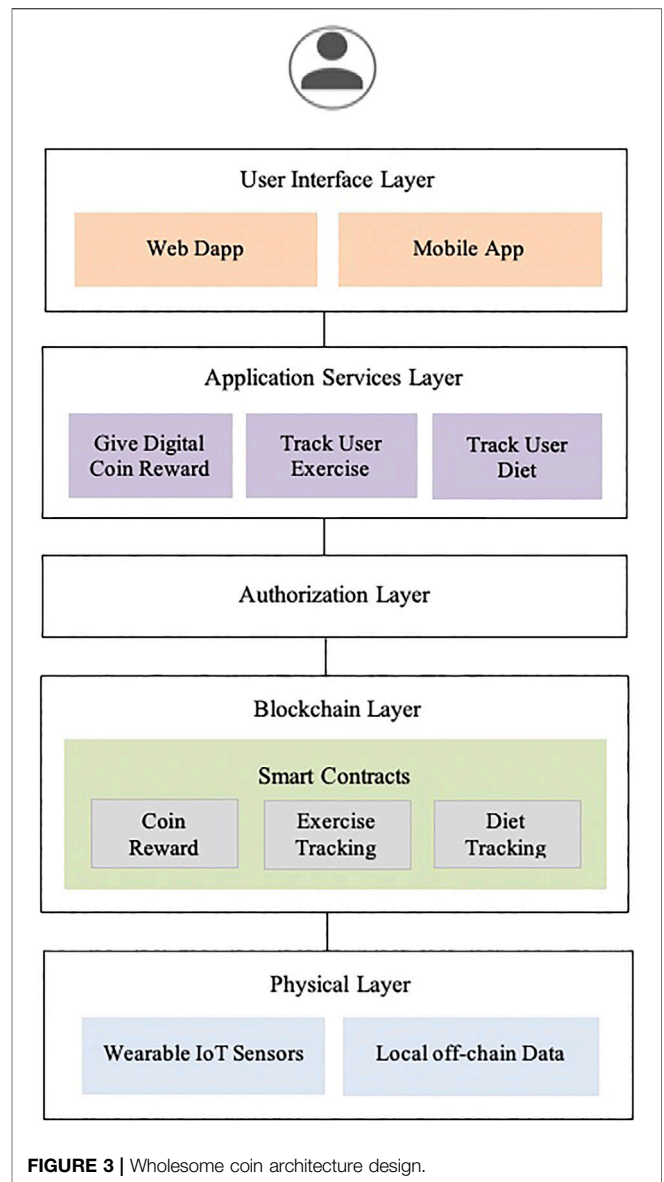 User Interface Layer
Web Dapp
Mobile App
Application Services Layer
Give Digital
Coin Reward
Track User
Exercise
Track User
Diet
Authorization Layer
Blockchain Layer
Smart Contracts
Coin
Reward
Exercise
Tracking
Diet
Tracking
Physical Layer
Wearable IoT Sensors
Local off-chain Data
FIGURE 3 | Wholesome coin architecture design.